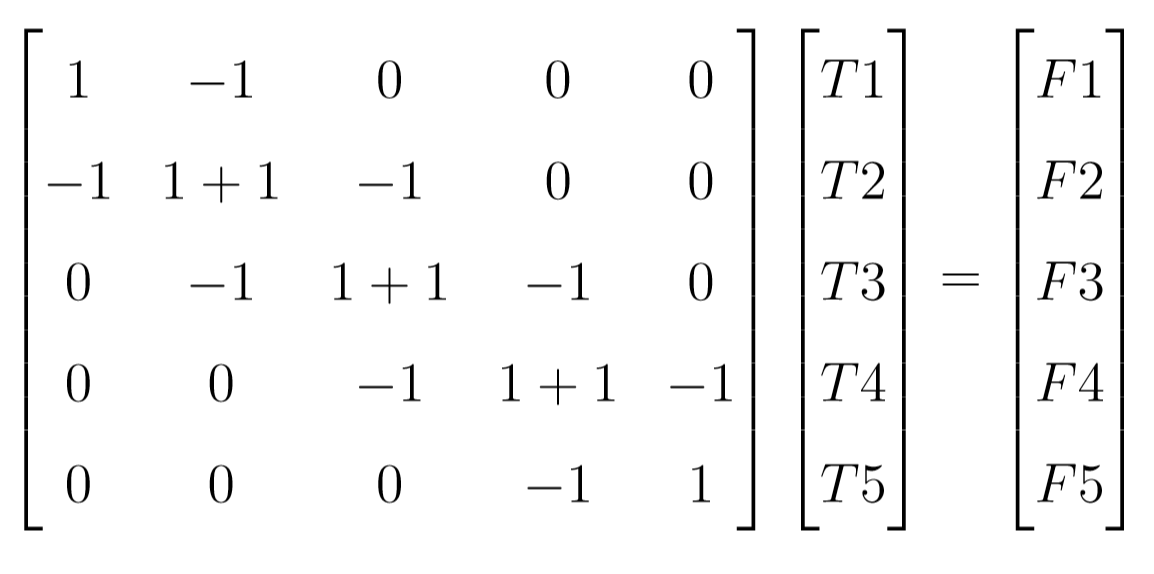 1 −1 0 0 0 T1 F1
−1 1 + 1 −1 0 0 T2 F2
0 −1 1 + 1 −1 0 T3 = F3
0 0 −1 1 + 1 −1 T4 F4
0 0 0 −1 1 T5 F5